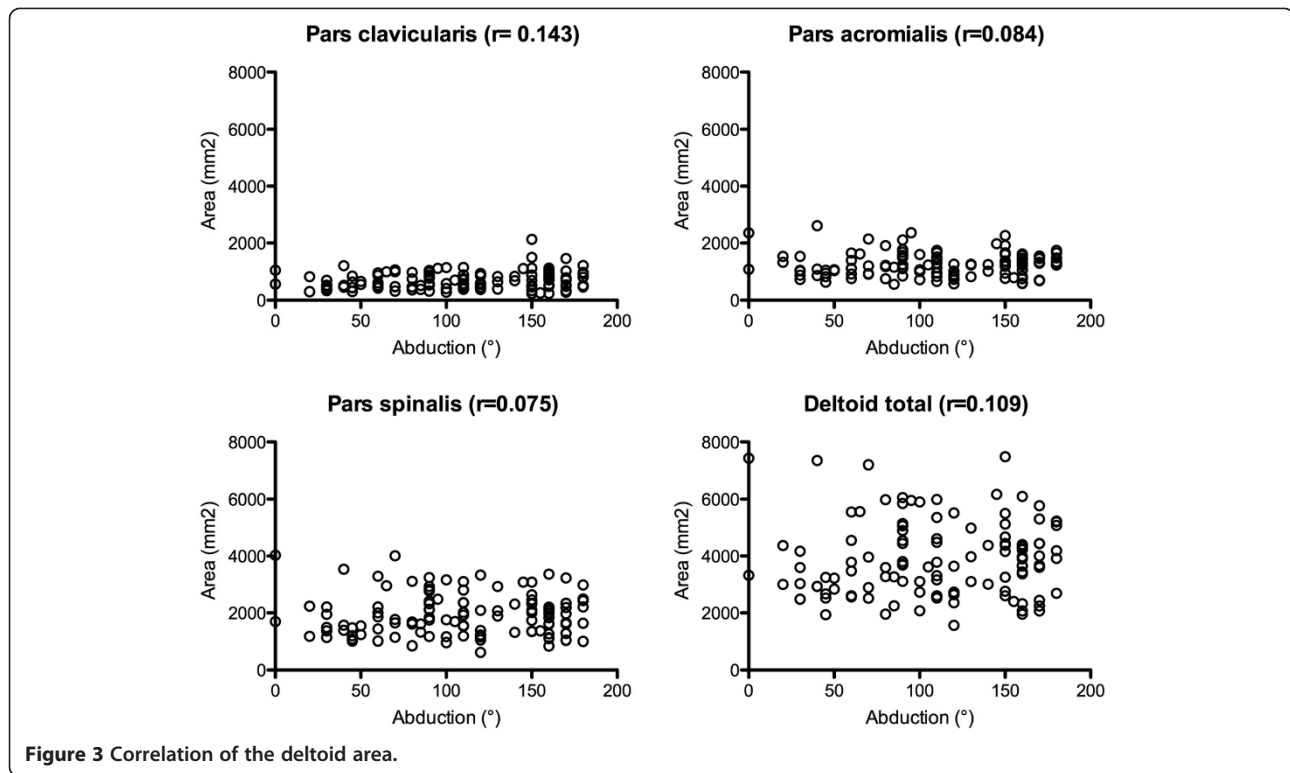 Pars clavicularis (r= 0.143)
8000
6000
4000
2000
0
Area (mm2)
0 50 100 150 200
Abduction (°)
Pars acromialis (r=0.084)
8000
6000
4000
2000
0
Area (mm2)
0 50 100 150 200
Abduction (°)
Pars spinalis (r=0.075)
8000
6000
4000
2000
0
Area (mm2)
0 50 100 150 200
Abduction (°)
Deltoid total (r=0.109)
8000
6000
4000
2000
0
Area (mm2)
0 50 100 150 200
Abduction (°)
Figure 3 Correlation of the deltoid area.